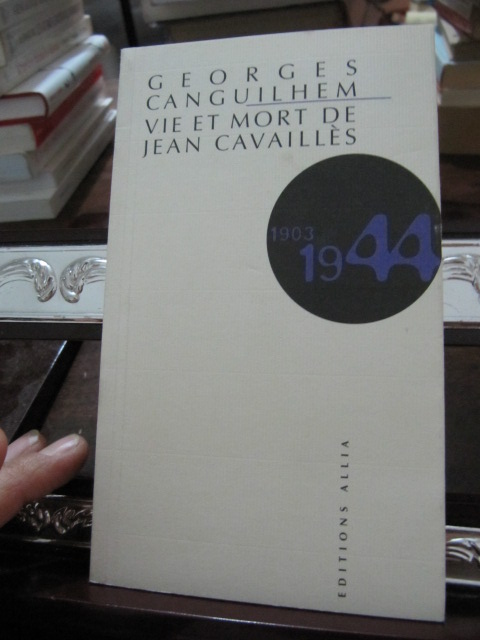 GEORGES
CANGUILHEM
VIE ET MORT DE
JEAN CAVAILLÈS
1903
1944
EDITIONS ALLIA